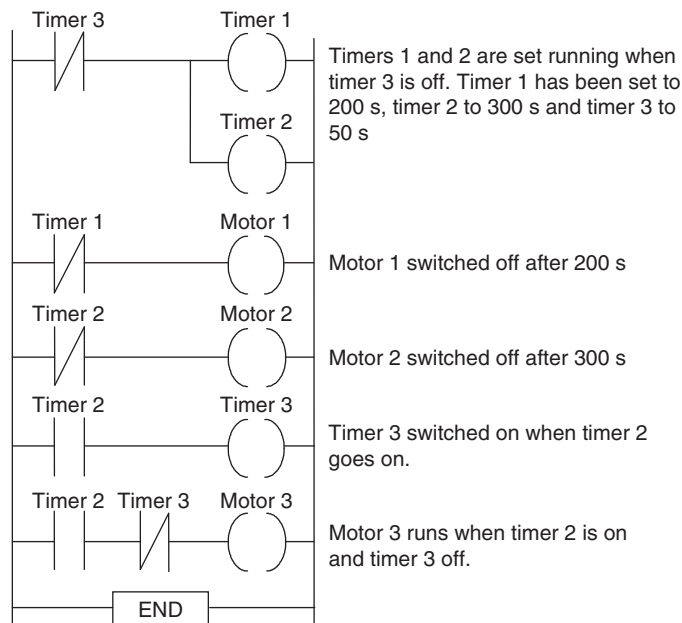 Timer 3 Timer 1
Timers 1 and 2 are set running when
timer 3 is off. Timer 1 has been set to
200 s, timer 2 to 300 s and timer 3 to
50 s
Timer 2
Timer 1 Motor 1
Motor 1 switched off after 200 s
Timer 2 Motor 2
Motor 2 switched off after 300 s
Timer 2 Timer 3
Timer 3 switched on when timer 2
goes on.
Timer 2 Timer 3 Motor 3
Motor 3 runs when timer 2 is on
and timer 3 off.
END